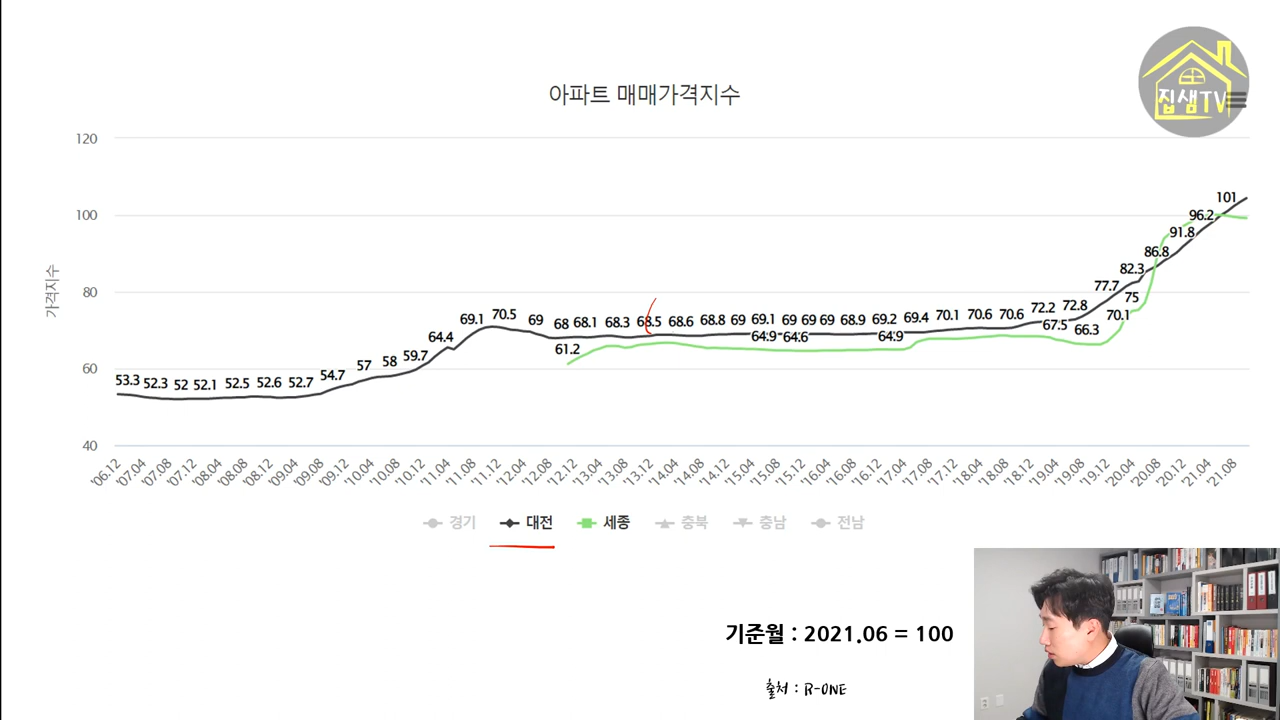 집샘TV
아파트 매매가격지수
120
100
80
60
40
가격지수
53.3 52.3 52 52.1 52.5 52.6 52.7 54.7 57 58 59.7 64.4 69.1 70.5 69 68 68.1 68.3 68.5 68.6 68.8 69 69.1 69 69 69 68.9 69.2 69.4 70.1 70.6 70.6 72.2 72.8 77.7 82.3 86.8 91.8 96.2 101
61.2 64.9 64.6 64.9 67.5 66.3 70.1 75
'06.12 '07.04 '07.08 '07.12 '08.04 '08.08 '08.12 '09.04 '09.08 '09.12 '10.04 '10.08 '10.12 '11.04 '11.08 '11.12 '12.04 '12.08 '12.12 '13.04 '13.08 '13.12 '14.04 '14.08 '14.12 '15.04 '15.08 '15.12 '16.04 '16.08 '16.12 '17.04 '17.08 '17.12 '18.04 '18.08 '18.12 '19.04 '19.08 '19.12 '20.04 '20.08 '20.12 '21.04 '21.08
경기 대전 세종 충북 충남 전남
기준월 : 2021.06 = 100
출처 : R-ONE